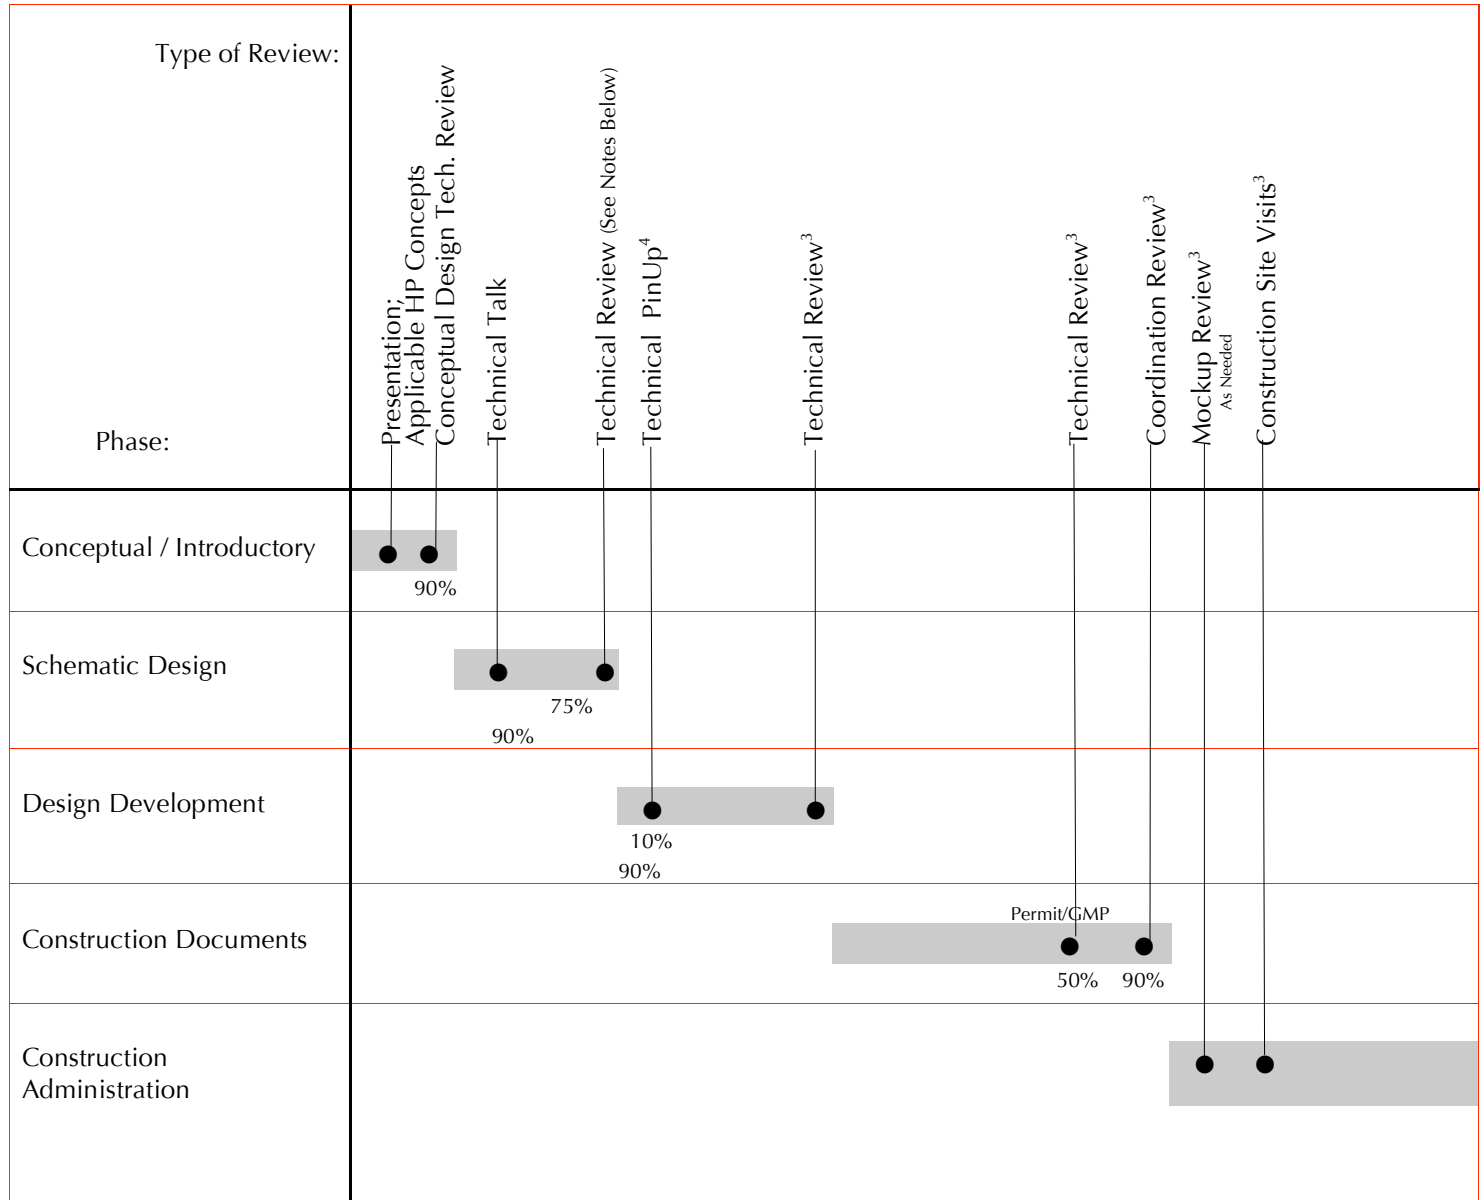 Type of Review:
Presentation;
Applicable HP Concepts
Conceptual Design Tech. Review
Technical Talk
Technical Review (See Notes Below)
Technical PinUp⁴
Technical Review³
Technical Review³
Coordination Review³
Mockup Review³
As Needed
Construction Site Visits³
Phase:
Conceptual / Introductory
90%
Schematic Design
75%
90%
Design Development
10%
90%
Permit/GMP
Construction Documents
50% 90%
Construction
Administration